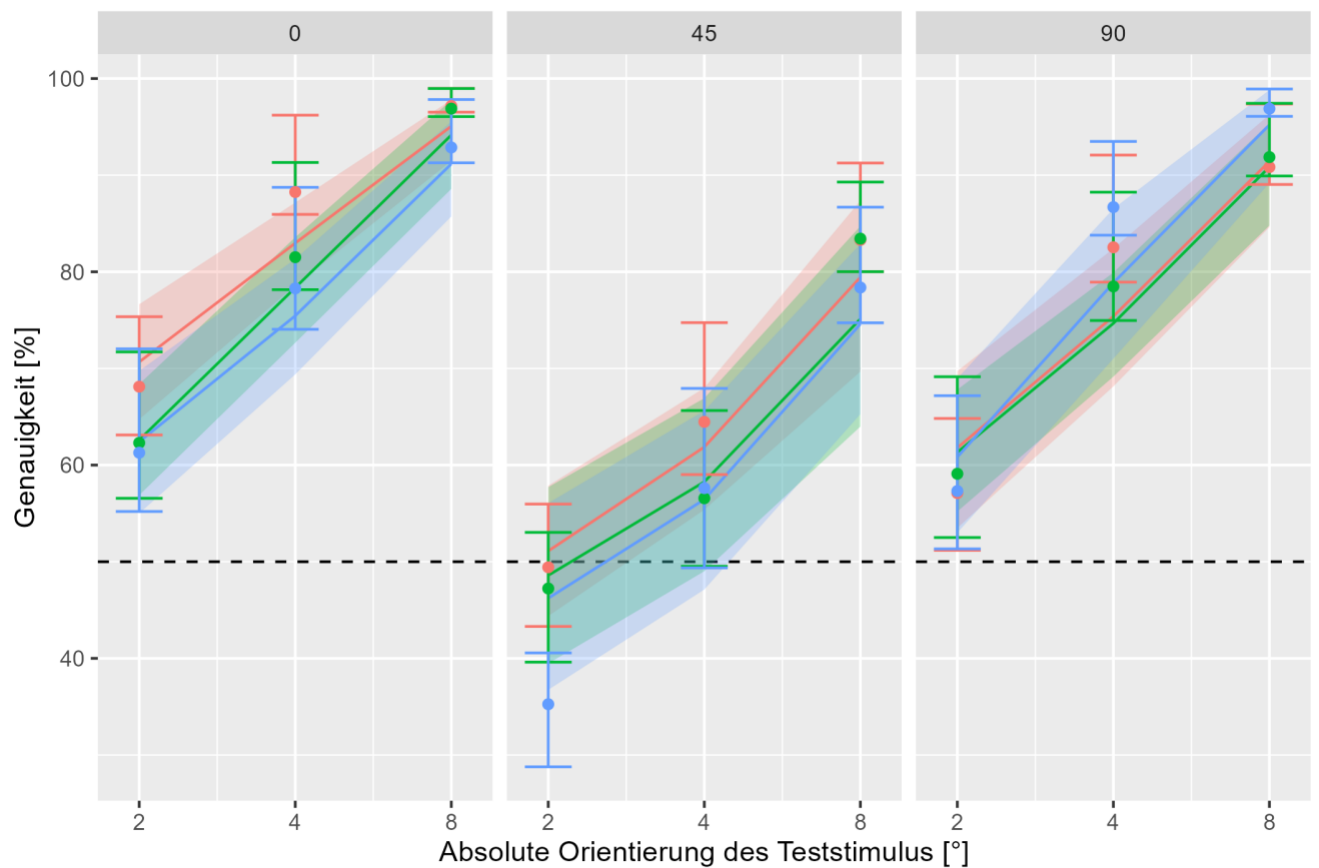 0 45 90
100
80
60
40
Genauigkeit [%]
2 4 8 2 4 8 2 4 8
Absolute Orientierung des Teststimulus [°]